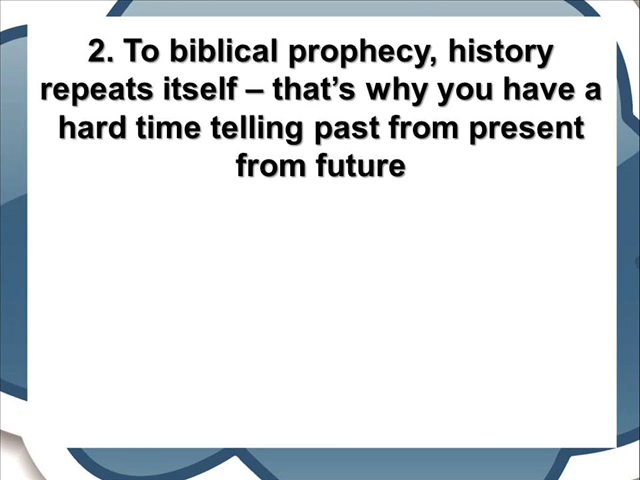 2. To biblical prophecy, history
repeats itself – that’s why you have a
hard time telling past from present
from future